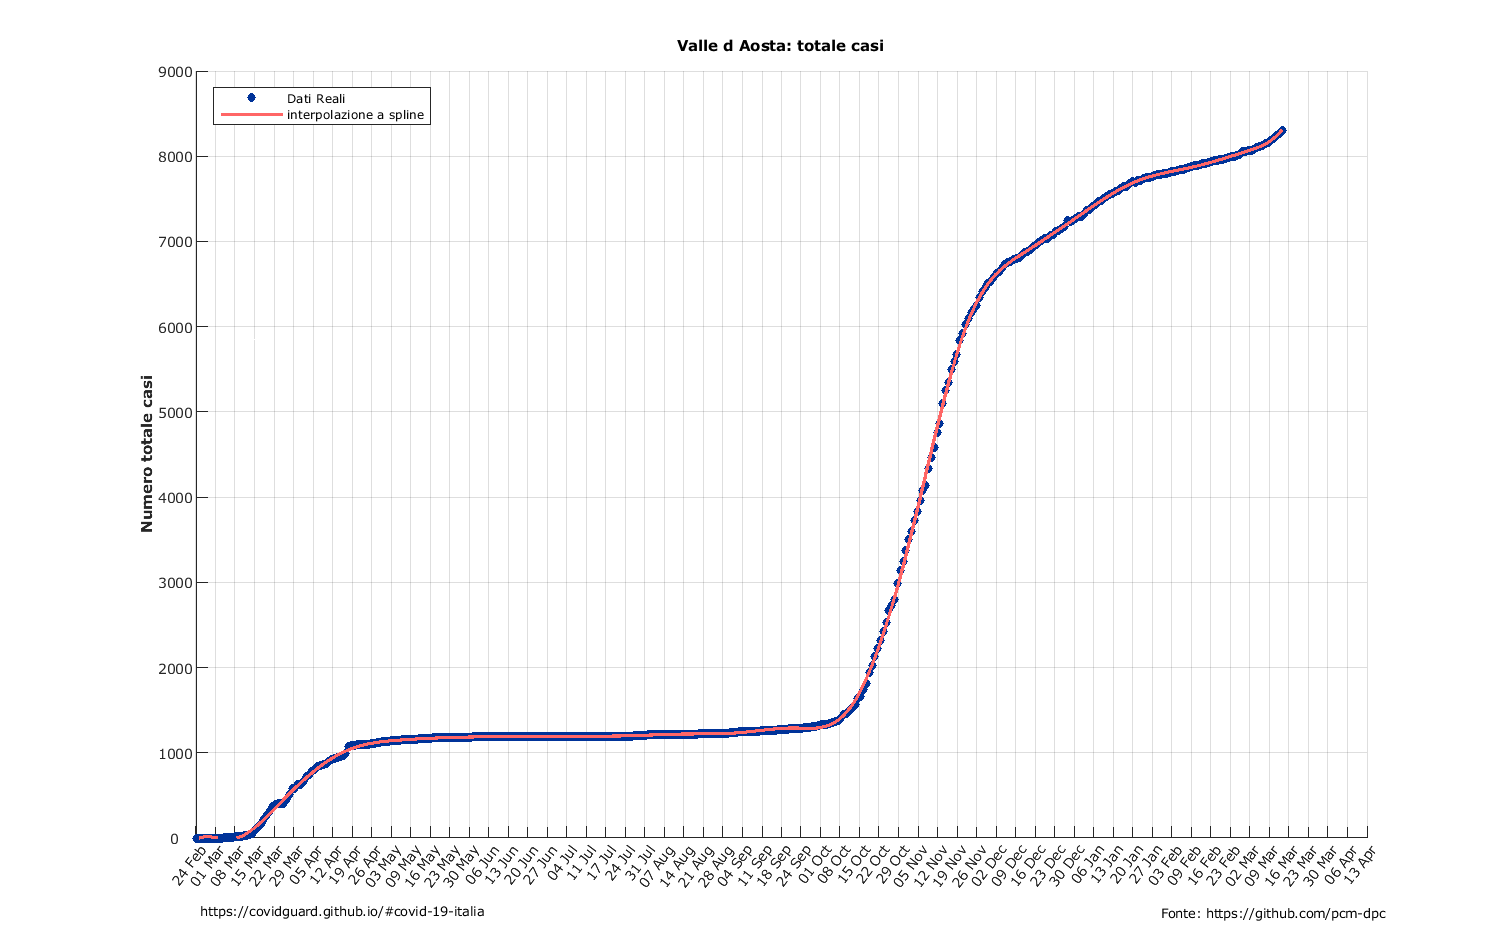 Valle d Aosta: totale casi
Dati Reali
interpolazione a spline
Numero totale casi
9000
8000
7000
6000
5000
4000
3000
2000
1000
0
24 Feb
01 Mar
08 Mar
15 Mar
22 Mar
29 Mar
05 Apr
12 Apr
19 Apr
26 Apr
03 May
09 May
16 May
23 May
30 May
06 Jun
13 Jun
20 Jun
27 Jun
04 Jul
11 Jul
17 Jul
24 Jul
31 Jul
07 Aug
14 Aug
21 Aug
28 Aug
04 Sep
11 Sep
18 Sep
24 Sep
01 Oct
08 Oct
15 Oct
22 Oct
29 Oct
05 Nov
12 Nov
19 Nov
26 Nov
02 Dec
09 Dec
16 Dec
23 Dec
30 Dec
06 Jan
13 Jan
20 Jan
27 Jan
03 Feb
09 Feb
16 Feb
23 Feb
02 Mar
09 Mar
16 Mar
23 Mar
30 Mar
06 Apr
13 Apr
https://covidguard.github.io/#covid-19-italia
Fonte: https://github.com/pcm-dpc